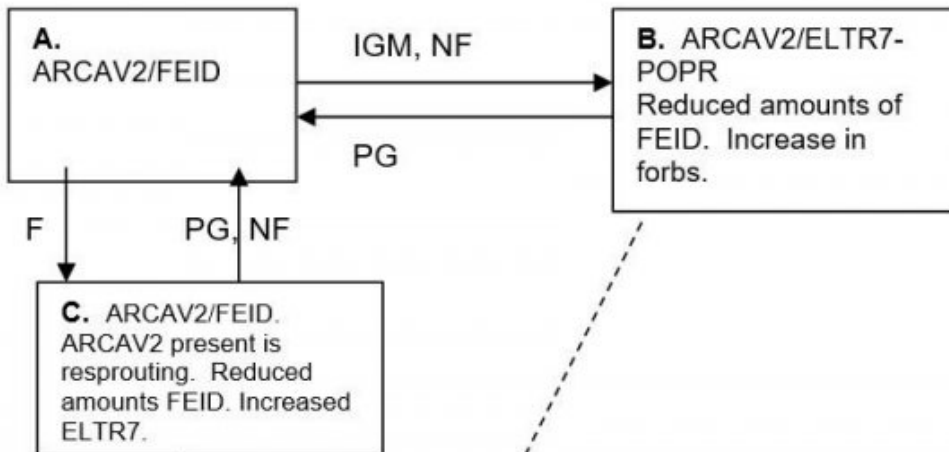 A.
ARCAV2/FEID
IGM, NF
PG
B. ARCAV2/ELTR7-
POPR
Reduced amounts of
FEID. Increase in
forbs.
F
PG, NF
C. ARCAV2/FEID.
ARCAV2 present is
resprouting. Reduced
amounts FEID. Increased
ELTR7.